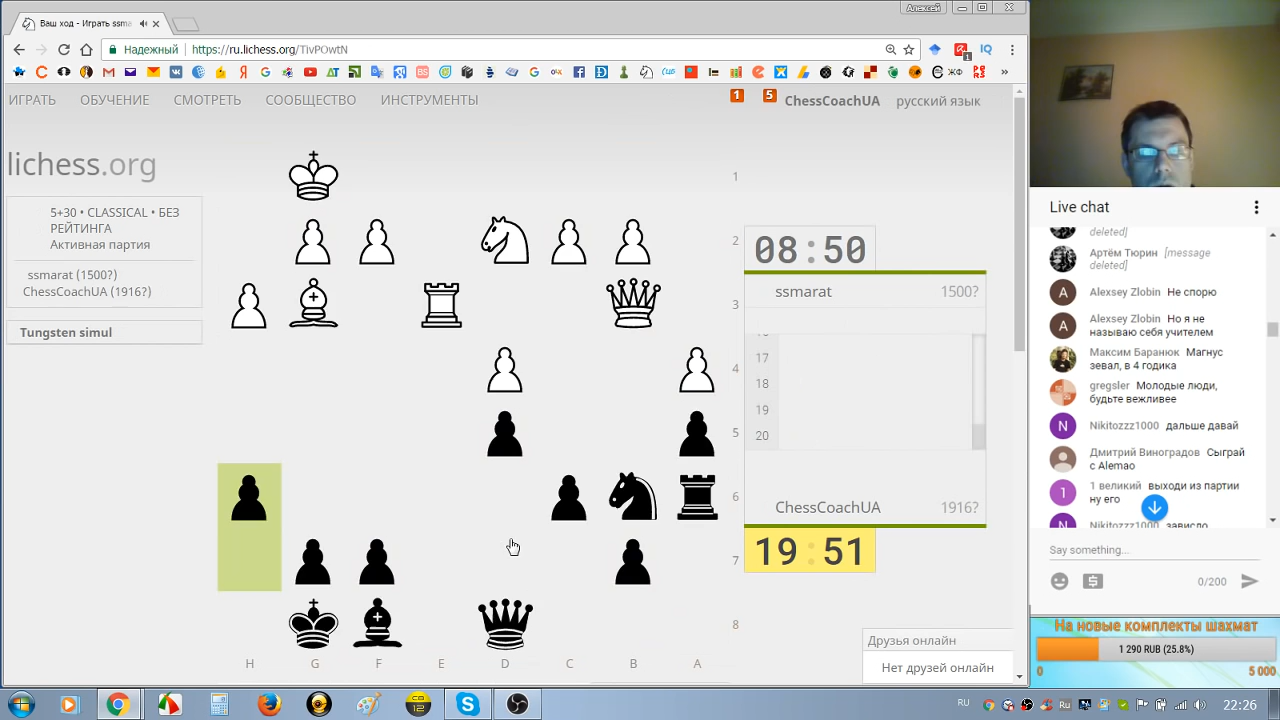 Алексей
Ваш ход - Играть ssma
Надежный
https://ru.lichess.org/TivPOwtN
ИГРАТЬ
ОБУЧЕНИЕ
СМОТРЕТЬ
СООБЩЕСТВО
ИНСТРУМЕНТЫ
1
5
ChessCoachUA
русский язык
lichess.org
5+30 • CLASSICAL • БЕЗ
РЕЙТИНГА
Активная партия
ssmarat (1500?)
ChessCoachUA (1916?)
Tungsten simul
1
2
3
4
5
6
7
8
H G F E D C B A
08:50
ssmarat 1500?
17
18
19
20
ChessCoachUA 1916?
19:51
Друзья онлайн
Нет друзей онлайн
Live chat
deleted]
Артём Тюрин [message
deleted]
Alexsey Zlobin Не спорю
Alexsey Zlobin Но я не
называю себя учителем
Максим Баранюк Магнус
зевал, в 4 годика
gregsler Молодые люди,
будьте вежливее
Nikitozzz1000 дальше давай
Дмитрий Виноградов Сыграй
с Alemao
1 великий выходи из партии
ну его
Nikitozzz1000 зависло
Say something...
0/200
На новые комплекты шахмат
1 290 RUB (25.8%)
0
5 000
RU
22:26